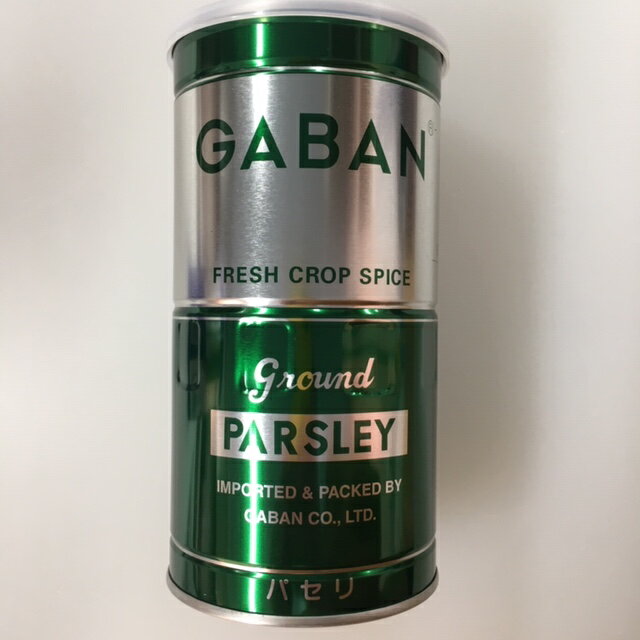 GABAN
FRESH CROP SPICE
Ground
PARSLEY
IMPORTED & PACKED BY
GABAN CO., LTD.
パセリ